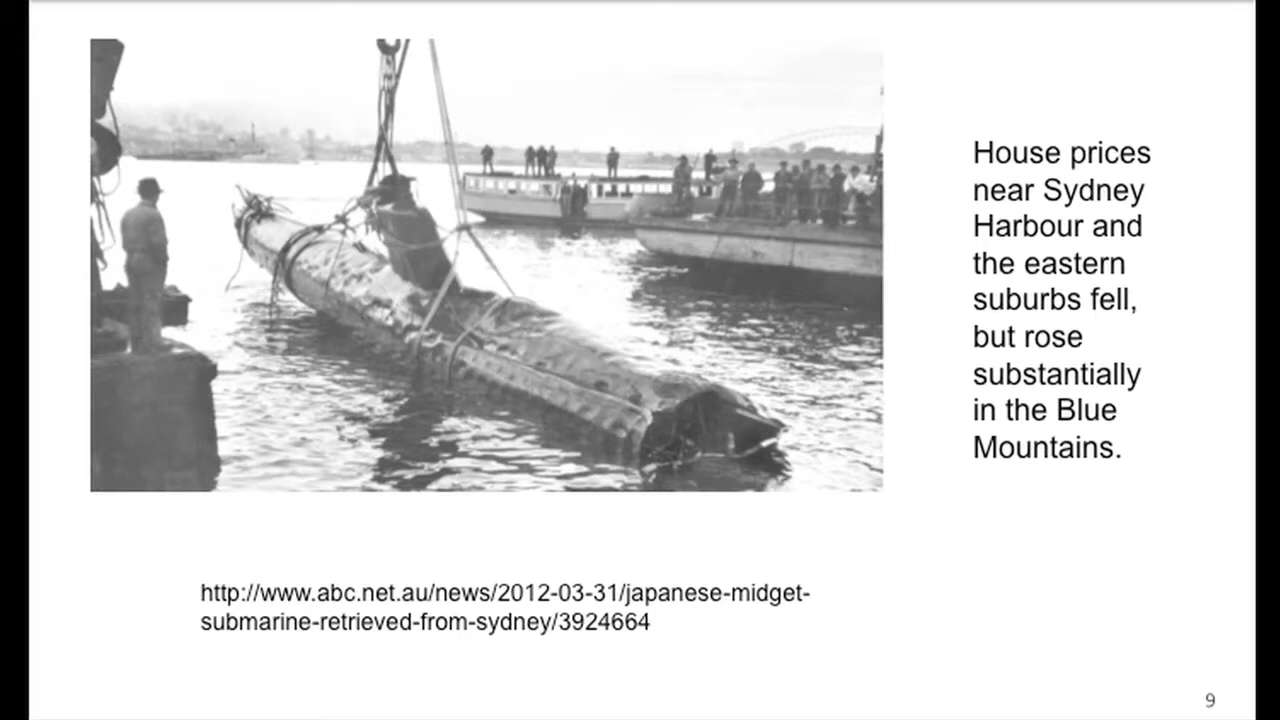 House prices
near Sydney
Harbour and
the eastern
suburbs fell,
but rose
substantially
in the Blue
Mountains.
http://www.abc.net.au/news/2012-03-31/japanese-midget-
submarine-retrieved-from-sydney/3924664
9